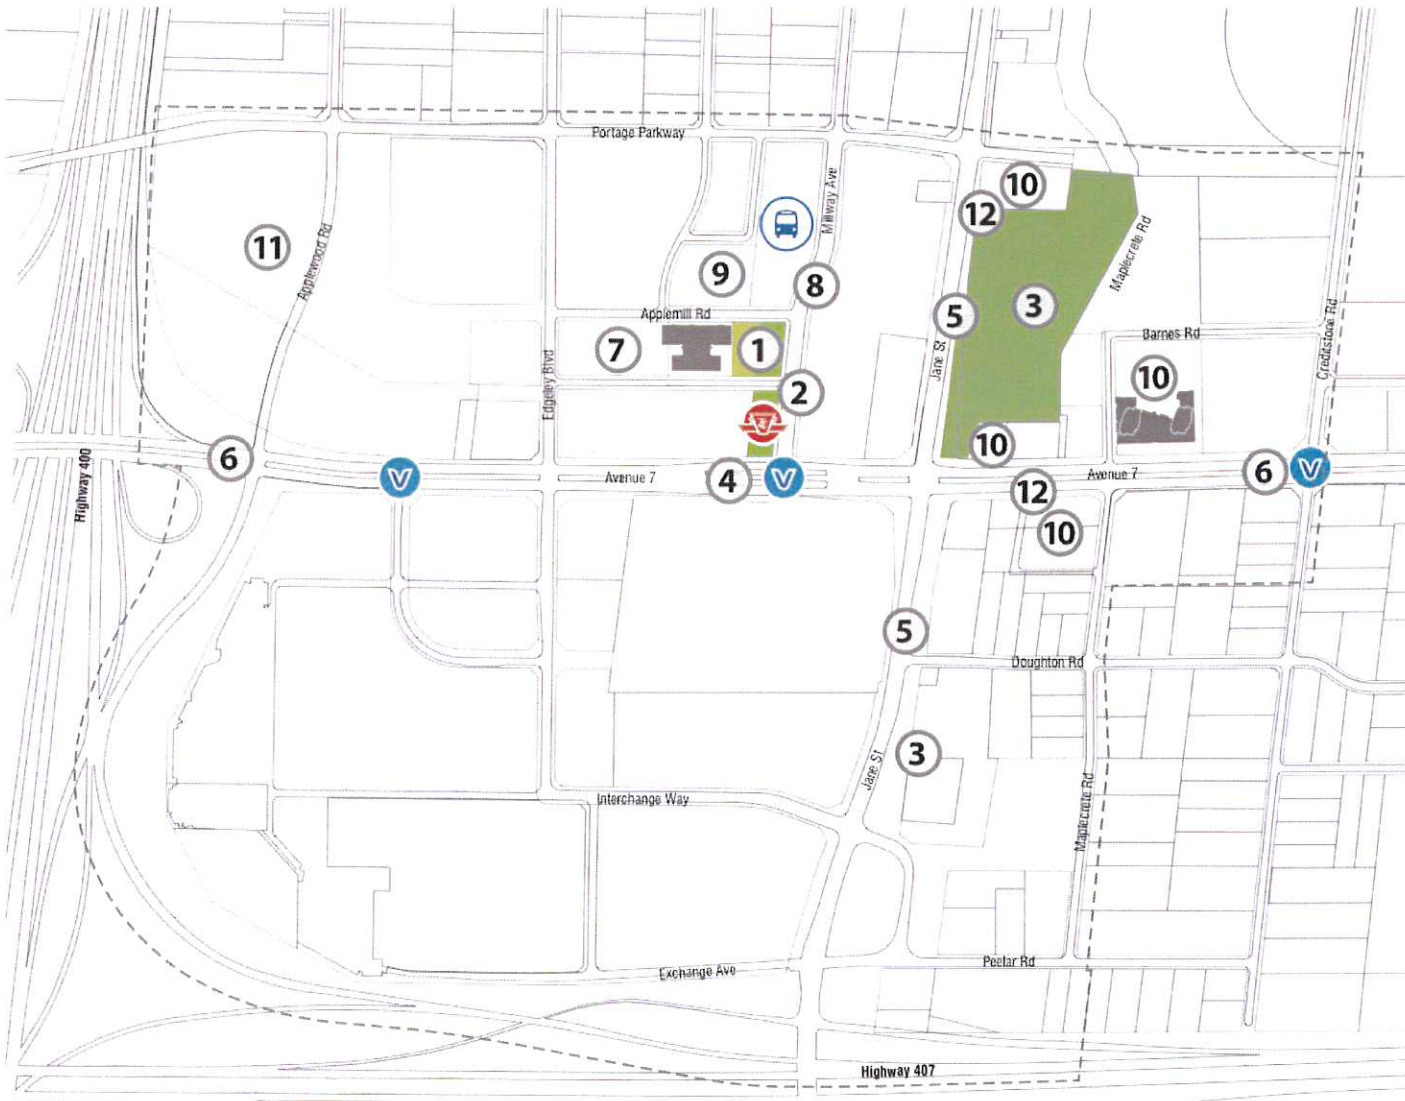 Portage Parkway
10
12
Millway Ave
Maplecrete Rd
11
Applewood Rd
9
8
3
5
Applemill Rd
7
1
Barnes Rd
Jane St
Creditstone Rd
Edgeley Blvd
10
2
10
6
Highway 400
Avenue 7
4
V
V
Avenue 7
6
V
12
10
5
Doughton Rd
3
Jane St
Interchange Way
Maplecrete Rd
Exchange Ave
Peelar Rd
Highway 407